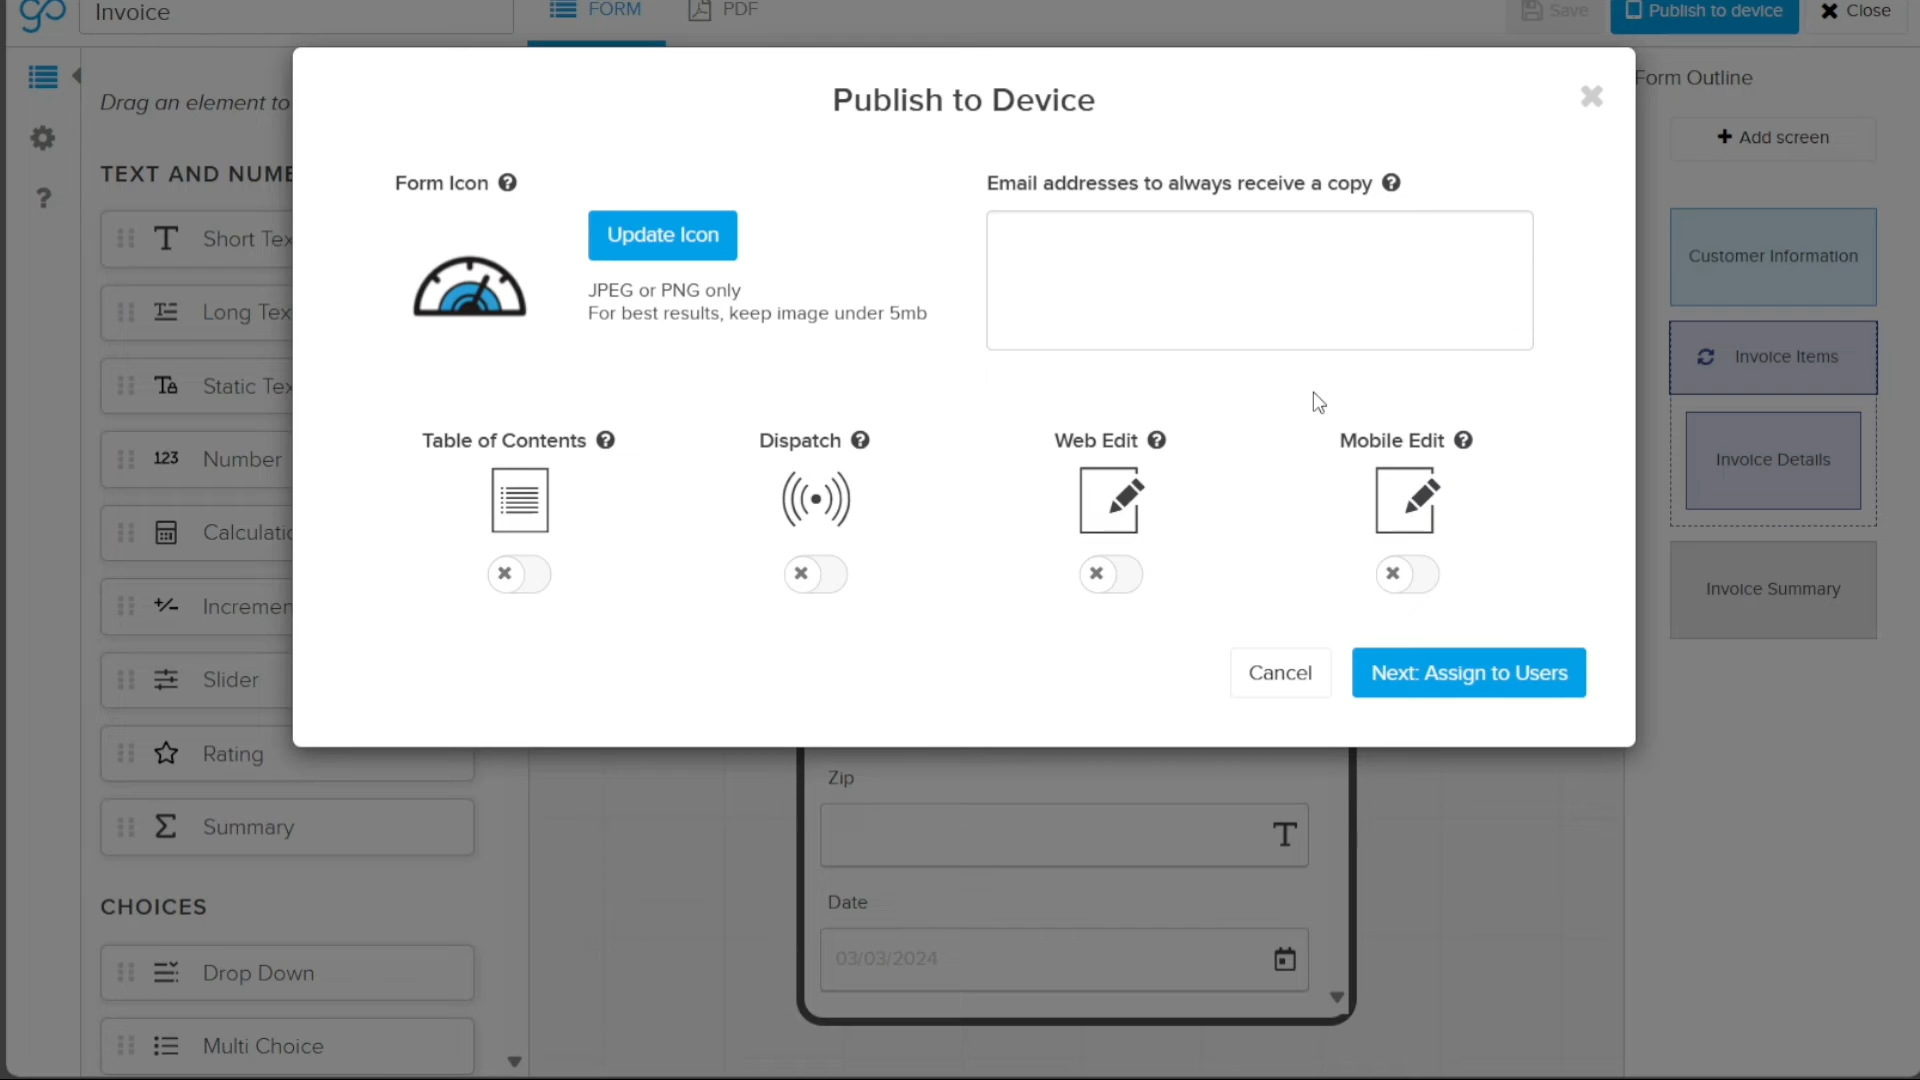 Invoice
FORM
PDF
Save
Publish to device
Close
Drag an element to
TEXT AND NUME
Short Tex
Long Tex
Static Tex
123 Number
Calculatio
Incremen
Slider
Rating
Summary
CHOICES
Drop Down
Multi Choice
Publish to Device
Form Icon
Update Icon
JPEG or PNG only
For best results, keep image under 5mb
Email addresses to always receive a copy
Table of Contents
Dispatch
Web Edit
Mobile Edit
Cancel
Next: Assign to Users
Zip
Date
03/03/2024
Form Outline
Add screen
Customer Information
Invoice Items
Invoice Details
Invoice Summary